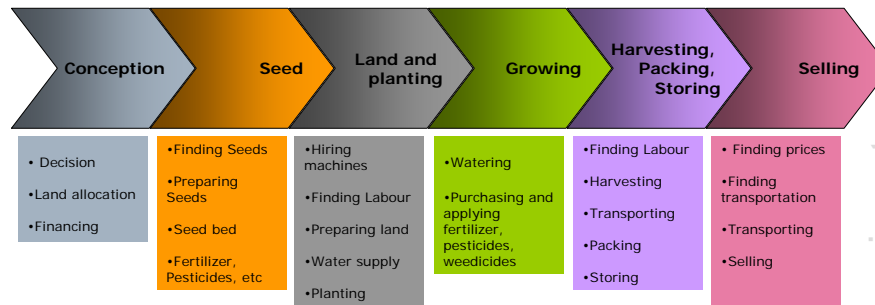 Conception
Seed
Land and
planting
Growing
Harvesting,
Packing,
Storing
Selling
• Decision
•Land allocation
•Financing
•Finding Seeds
•Preparing
Seeds
•Seed bed
•Fertilizer,
Pesticides, etc
•Hiring
machines
•Finding Labour
•Preparing land
•Water supply
•Planting
•Watering
•Purchasing and
applying
fertilizer,
pesticides,
weedicides
•Finding Labour
•Harvesting
•Transporting
•Packing
•Storing
• Finding prices
•Finding
transportation
•Transporting
•Selling